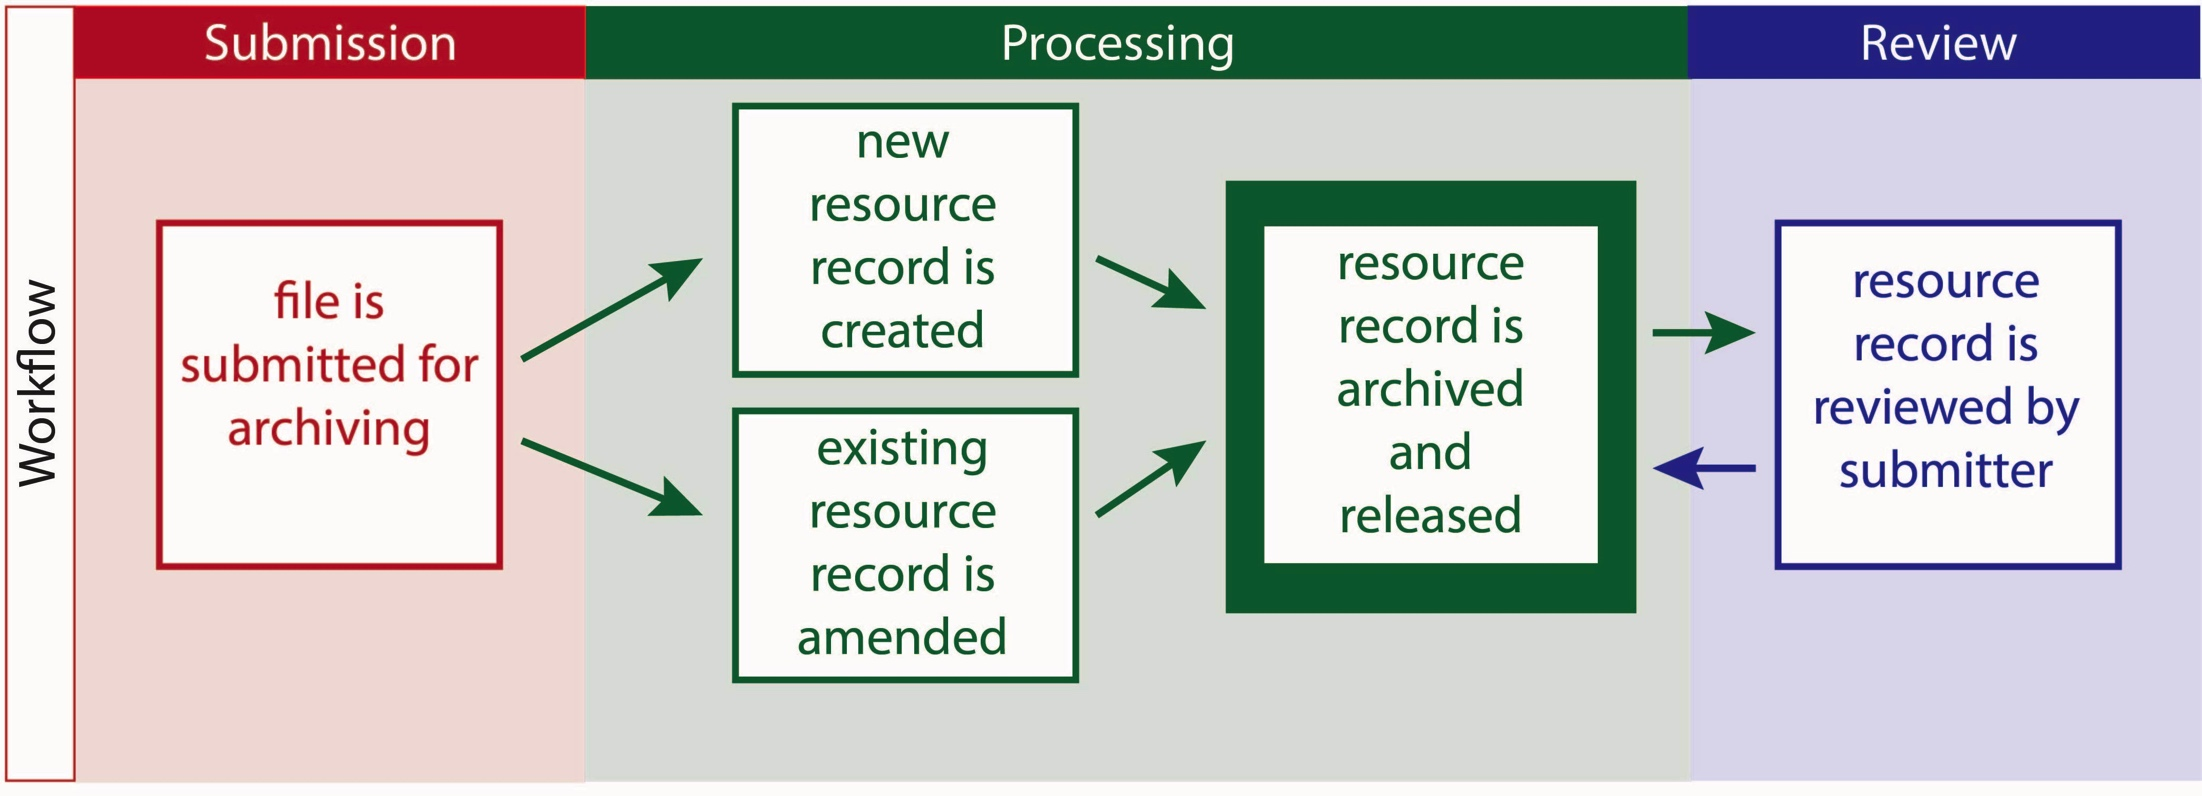 Submission
Processing
Review
Workflow
file is
submitted for
archiving
new
resource
record is
created
existing
resource
record is
amended
resource
record is
archived
and
released
resource
record is
reviewed by
submitter